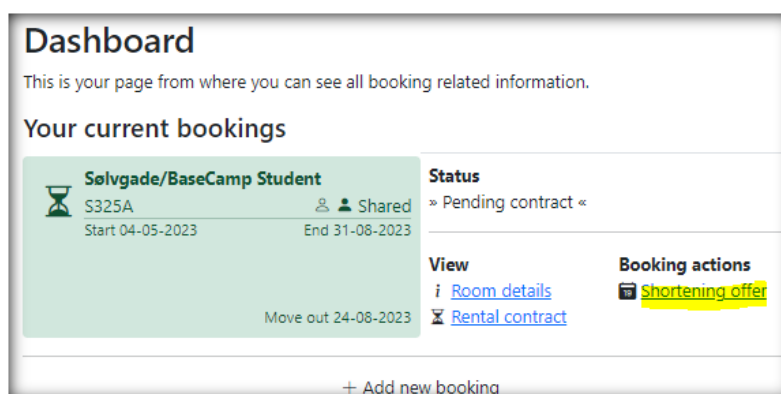 Dashboard
This is your page from where you can see all booking related information.
Your current bookings
Sølvgade/BaseCamp Student
S325A Shared
Start 04-05-2023 End 31-08-2023
Move out 24-08-2023
Status
» Pending contract «
View
i Room details
Rental contract
Booking actions
19 Shortening offer
+ Add new booking